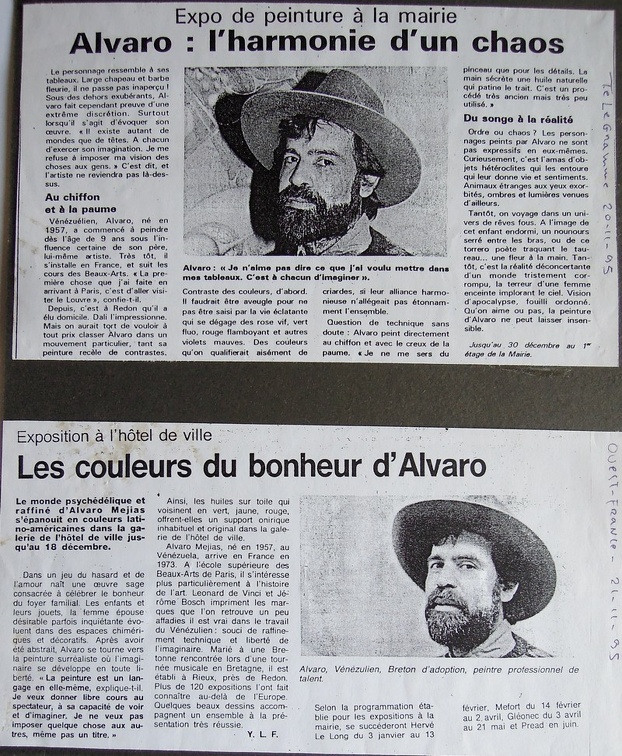 Expo de peinture à la mairie
Alvaro : l'harmonie d'un chaos
Le personnage ressemble à ses
tableaux. Large chapeau et barbe
fleurie, il ne passe pas inaperçu !
Sous des dehors exubérants, Al-
varo fait cependant preuve d'une
extrême discrétion. Surtout
lorsqu'il s'agit d'évoquer son
œuvre. « Il existe autant de
mondes que de têtes. A chacun
d'exercer son imagination. Je me
refuse à imposer ma vision des
choses aux gens. » C'est dit, et
l'artiste ne reviendra pas là-des-
sus.
Au chiffon
et à la paume
Vénézuélien, Alvaro, né en
1957, a commencé à peindre
dès l'âge de 9 ans sous l'in-
fluence certaine de son père,
lui-même artiste. Très tôt, il
s'installe en France, et suit les
cours des Beaux-Arts. « La pre-
mière chose que j'ai faite en
arrivant à Paris, c'est d'aller visi-
ter le Louvre », confie-t-il.
Depuis, c'est à Redon qu'il a
élu domicile. Dali l'impressionne.
Mais on aurait tort de vouloir à
tout prix classer Alvaro dans un
mouvement particulier, tant sa
peinture recèle de contrastes.
Alvaro : « Je n'aime pas dire ce que j'ai voulu mettre dans
mes tableaux. C'est à chacun d'imaginer ».
Contraste des couleurs, d'abord.
Il faudrait être aveugle pour ne
pas être saisi par la vie éclatante
qui se dégage des rose vif, vert
fluo, rouge flamboyant et autres
violets mauves. Des couleurs
qu'on qualifierait aisément de
criardes, si leur alliance harmo-
nieuse n'allégeait pas étonnam-
ment l'ensemble.
Question de technique sans
doute : Alvaro peint directement
au chiffon et avec le creux de la
paume, « Je ne me sers du
pinceau que pour les détails. La
main sécrète une huile naturelle
qui patine le trait. C'est un pro-
cédé très ancien mais très peu
utilisé. »
Du songe à la réalité
Ordre ou chaos ? Les person-
nages peints par Alvaro ne sont
pas expressifs en eux-mêmes.
Curieusement, c'est l'amas d'ob-
jets hétéroclites qui les entoure
qui leur donne vie et sentiments.
Animaux étranges aux yeux exor-
bités, ombres et lumières venues
d'ailleurs.
Tantôt, on voyage dans un uni-
vers de rêves fous. A l'image de
cet enfant endormi, un nounours
serré entre les bras, ou de ce
torrero poète traquant le tau-
reau... une fleur à la main. Tan-
tôt, c'est la réalité déconcertante
d'un monde tristement cor-
rompu, la terreur d'une femme
enceinte implorant le ciel. Vision
d'apocalypse, fouilli ordonné.
Qu'on aime ou pas, la peinture
d'Alvaro ne peut laisser insen-
sible.
Jusqu'au 30 décembre au 1er
étage de la Mairie.
Le Telegramme 20-11-95
Exposition à l'hôtel de ville
Les couleurs du bonheur d'Alvaro
Le monde psychédélique et
raffiné d'Alvaro Mejias
s'épanouit en couleurs lati-
no-américaines dans la ga-
lerie de l'hôtel de ville jus-
qu'au 18 décembre.
Dans un jeu du hasard et de
l'amour naît une œuvre sage
consacrée à célébrer le bonheur
du foyer familial. Les enfants et
leurs jouets, la femme épouse
désirable parfois inquiétante évo-
luent dans des espaces chiméri-
ques et décoratifs. Après avoir
été abstrait, Alvaro se tourne vers
la peinture surréaliste où l'imagi-
naire se développe en toute li-
berté. « La peinture est un lan-
gage en elle-même, explique-t-il.
Je veux donner libre cours au
spectateur, à sa capacité de voir
et d'imaginer. Je ne veux pas
imposer quelque chose aux au-
tres, même pas un titre. »
Ainsi, les huiles sur toile qui
voisinent en vert, jaune, rouge,
offrent-elles un support onirique
inhabituel et original dans la gale-
rie de l'hôtel de ville.
Alvaro Mejias, né en 1957, au
Vénézuela, arrive en France en
1973. A l'école supérieure des
Beaux-Arts de Paris, il s'intéresse
plus particulièrement à l'histoire
de l'art. Leonard de Vinci et Jé-
rôme Bosch impriment les mar-
ques que l'on retrouve un peu
affadies il est vrai dans le travail
du Vénézuélien : souci de raffine-
ment technique et liberté de
l'imaginaire. Marié à une Bre-
tonne rencontrée lors d'une tour-
née musicale en Bretagne, il est
établi à Rieux, près de Redon.
Plus de 120 expositions l'ont fait
connaître au-delà de l'Europe.
Quelques beaux dessins accom-
pagnent un ensemble à la pré-
sentation très réussie.
Y. L. F.
Alvaro, Vénézulien, Breton d'adoption, peintre professionnel de
talent.
Selon la programmation éta-
blie pour les expositions à la
mairie, se succéderont Hervé
Le Long du 3 janvier au 13
février, Mefort du 14 février
au 2 avril, Gléonec du 3 avril
au 21 mai et Pread en juin.
Ouest-France - 21-11-95